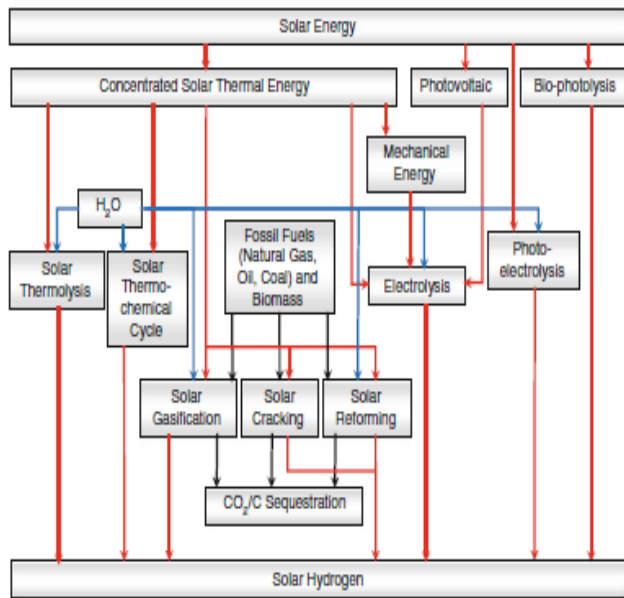 Solar Energy
Concentrated Solar Thermal Energy
Photovoltaic
Bio-photolysis
Mechanical
Energy
H₂O
Fossil Fuels
(Natural Gas,
Oil, Coal) and
Biomass
Photo-
electrolysis
Solar
Thermolysis
Solar
Thermo-
chemical
Cycle
Electrolysis
Solar
Gasification
Solar
Cracking
Solar
Reforming
CO₂/C Sequestration
Solar Hydrogen